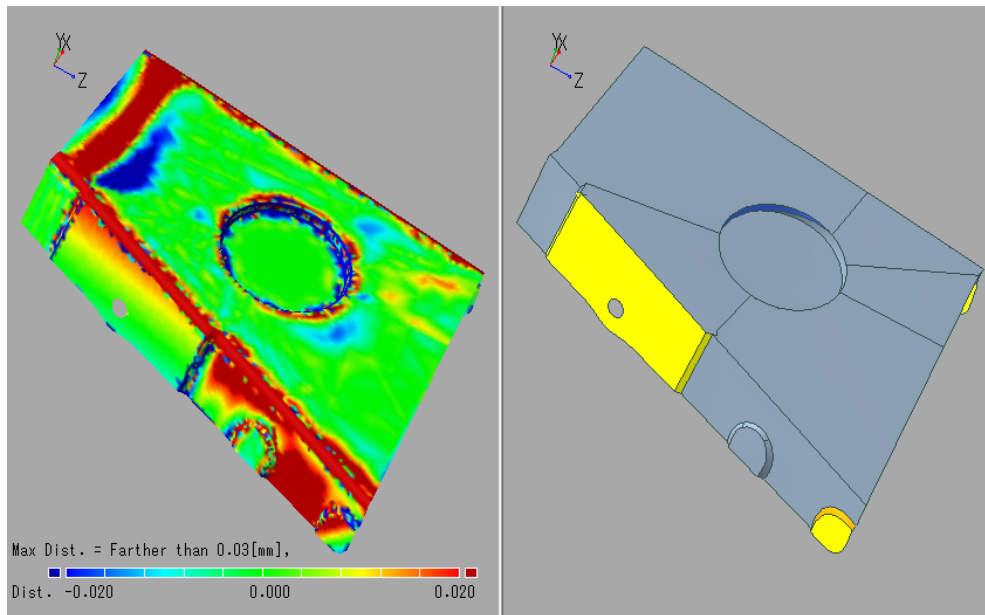 YX
Z
YX
Z
Max Dist. = Farther than 0.03[mm],
Dist. -0.020 0.000 0.020